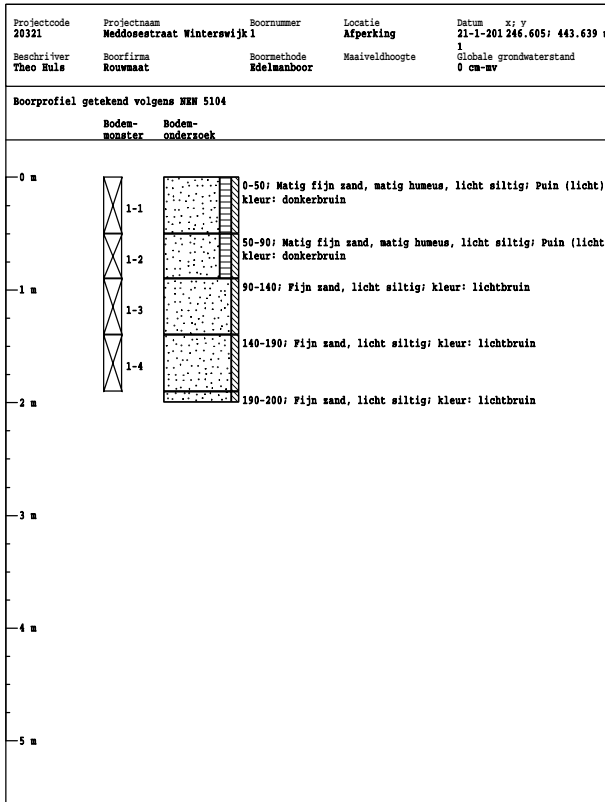 Projectcode Projectnaam Boornummer Locatie Datum x; y
20321 Meddosestraat Winterswijk 1 Afperking 21-1-201 246.605; 443.639
1
Beschrijver Boorfirma Boormethode Maaiveldhoogte Globale grondwaterstand
Theo Huls Rouwmaat Edelmanboor 0 cm-mv
Boorprofiel getekend volgens NEN 5104
Bodem- Bodem-
monster onderzoek
0 m
0-50; Matig fijn zand, matig humeus, licht siltig; Puin (licht)
kleur: donkerbruin
1-1
50-90; Matig fijn zand, matig humeus, licht siltig; Puin (licht
kleur: donkerbruin
1-2
1 m
90-140; Fijn zand, licht siltig; kleur: lichtbruin
1-3
140-190; Fijn zand, licht siltig; kleur: lichtbruin
1-4
2 m
190-200; Fijn zand, licht siltig; kleur: lichtbruin
3 m
4 m
5 m